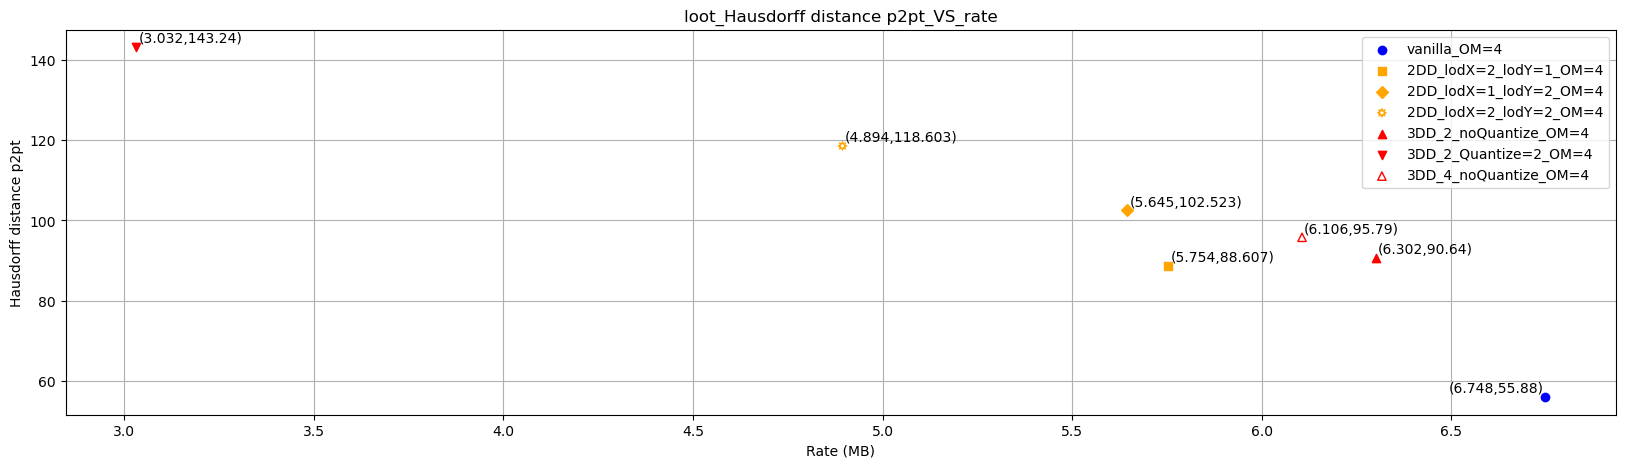 loot_Hausdorff distance p2pt_VS_rate
Hausdorff distance p2pt
140
120
100
80
60
(3.032,143.24)
(4.894,118.603)
(5.645,102.523)
(6.106,95.79)
(6.302,90.64)
(5.754,88.607)
(6.748,55.88)
vanilla_OM=4
2DD_lodX=2_lodY=1_OM=4
2DD_lodX=1_lodY=2_OM=4
2DD_lodX=2_lodY=2_OM=4
3DD_2_noQuantize_OM=4
3DD_2_Quantize=2_OM=4
3DD_4_noQuantize_OM=4
3.0 3.5 4.0 4.5 5.0 5.5 6.0 6.5
Rate (MB)